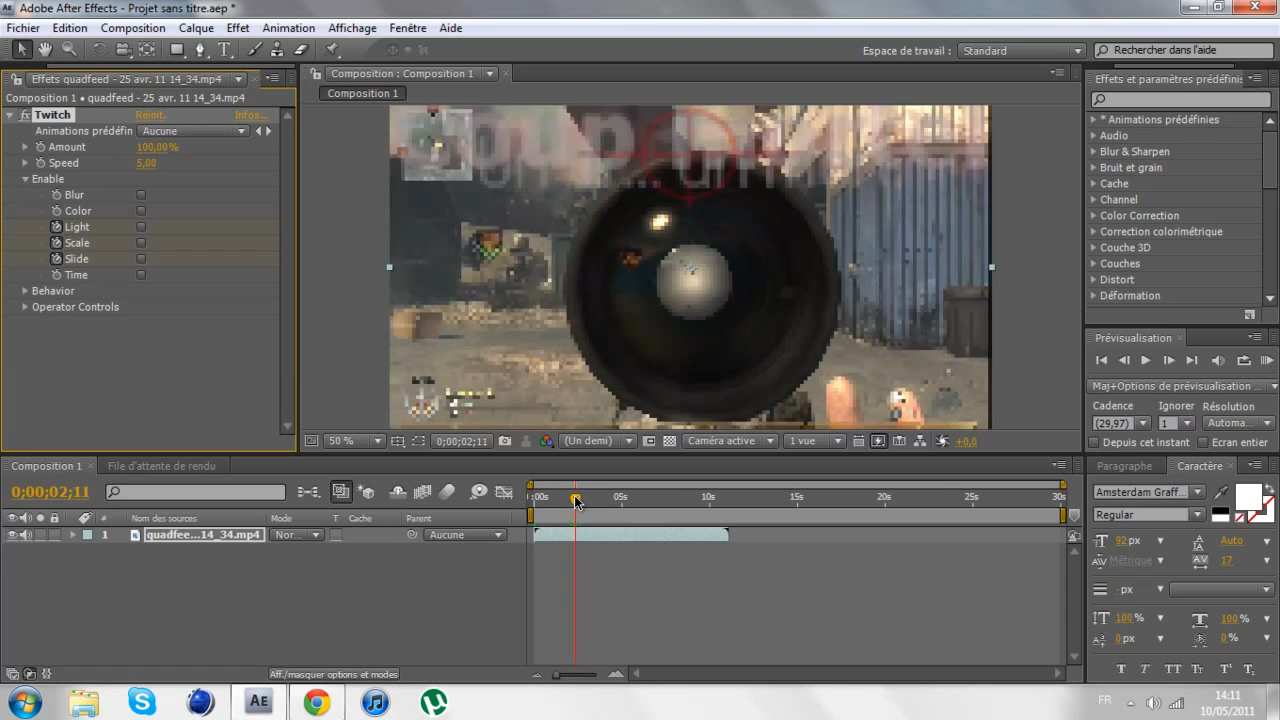 Adobe After Effects - Projet sans titre.aep *
Fichier Edition Composition Calque Effet Animation Affichage Fenêtre Aide
Espace de travail : Standard Rechercher dans l'aide
Effets quadfeed - 25 avr. 11 14_34.mp4
Composition 1 • quadfeed - 25 avr. 11 14_34.mp4
fx Twitch Réinit. Infos...
Animations prédéfin Aucune
Amount 100,00%
Speed 5,00
Enable
Blur
Color
Light
Scale
Slide
Time
Behavior
Operator Controls
Composition : Composition 1
Composition 1
50 % 0;00;02;11 (Un demi) Caméra active 1 vue +0,0
Effets et paramètres prédéfinis
* Animations prédéfinies
Audio
Blur & Sharpen
Bruit et grain
Cache
Channel
Color Correction
Correction colorimétrique
Couche 3D
Couches
Distort
Déformation
Prévisualisation
Maj+Options de prévisualisation ...
Cadence Ignorer Résolution
(29,97) 1 Automa...
Depuis cet instant Ecran entier
Composition 1 File d'attente de rendu
0;00;02;11
# Nom des sources Mode T Cache Parent
1 quadfee...14_34.mp4 Nor... Aucune
:00s 05s 10s 15s 20s 25s 30s
Aff./masquer options et modes
Paragraphe Caractère
Amsterdam Graff...
Regular
92 px Auto
Métrique 17
- px
100 % 100 %
0 px 0 %
T T TT Tt T¹ T₁
AE
FR
14:11
10/05/2011